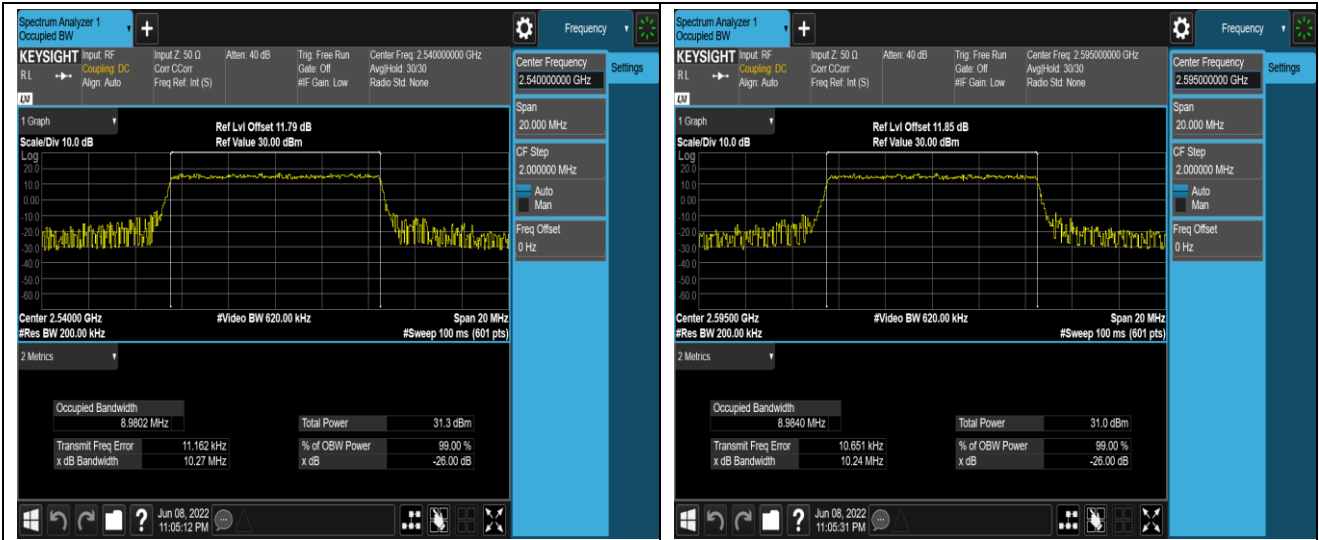 Spectrum Analyzer 1
Occupied BW
+
Frequency
KEYSIGHT Input: RF
RL
Coupling: DC
Align: Auto
Input Z: 50 Ω
Corr CCorr
Freq Ref: Int (S)
Atten: 40 dB
Trig: Free Run
Gate: Off
#IF Gain: Low
Center Freq: 2.540000000 GHz
Avg|Hold: 30/30
Radio Std: None
LXI
Center Frequency
2.540000000 GHz
Settings
Span
20.000 MHz
CF Step
2.000000 MHz
Auto
Man
Freq Offset
0 Hz
1 Graph
Scale/Div 10.0 dB
Ref Lvl Offset 11.79 dB
Ref Value 30.00 dBm
Log
20.0
10.0
0.00
-10.0
-20.0
-30.0
-40.0
-50.0
-60.0
Center 2.54000 GHz
#Video BW 620.00 kHz
Span 20 MHz
#Res BW 200.00 kHz
#Sweep 100 ms (601 pts)
2 Metrics
Occupied Bandwidth
8.9802 MHz
Total Power 31.3 dBm
Transmit Freq Error 11.162 kHz
% of OBW Power 99.00 %
x dB Bandwidth 10.27 MHz
x dB -26.00 dB
?
Jun 08, 2022
11:05:12 PM
Spectrum Analyzer 1
Occupied BW
+
Frequency
KEYSIGHT Input: RF
RL
Coupling: DC
Align: Auto
Input Z: 50 Ω
Corr CCorr
Freq Ref: Int (S)
Atten: 40 dB
Trig: Free Run
Gate: Off
#IF Gain: Low
Center Freq: 2.595000000 GHz
Avg|Hold: 30/30
Radio Std: None
LXI
Center Frequency
2.595000000 GHz
Settings
Span
20.000 MHz
CF Step
2.000000 MHz
Auto
Man
Freq Offset
0 Hz
1 Graph
Scale/Div 10.0 dB
Ref Lvl Offset 11.85 dB
Ref Value 30.00 dBm
Log
20.0
10.0
0.00
-10.0
-20.0
-30.0
-40.0
-50.0
-60.0
Center 2.59500 GHz
#Video BW 620.00 kHz
Span 20 MHz
#Res BW 200.00 kHz
#Sweep 100 ms (601 pts)
2 Metrics
Occupied Bandwidth
8.9840 MHz
Total Power 31.0 dBm
Transmit Freq Error 10.651 kHz
% of OBW Power 99.00 %
x dB Bandwidth 10.24 MHz
x dB -26.00 dB
?
Jun 08, 2022
11:05:31 PM